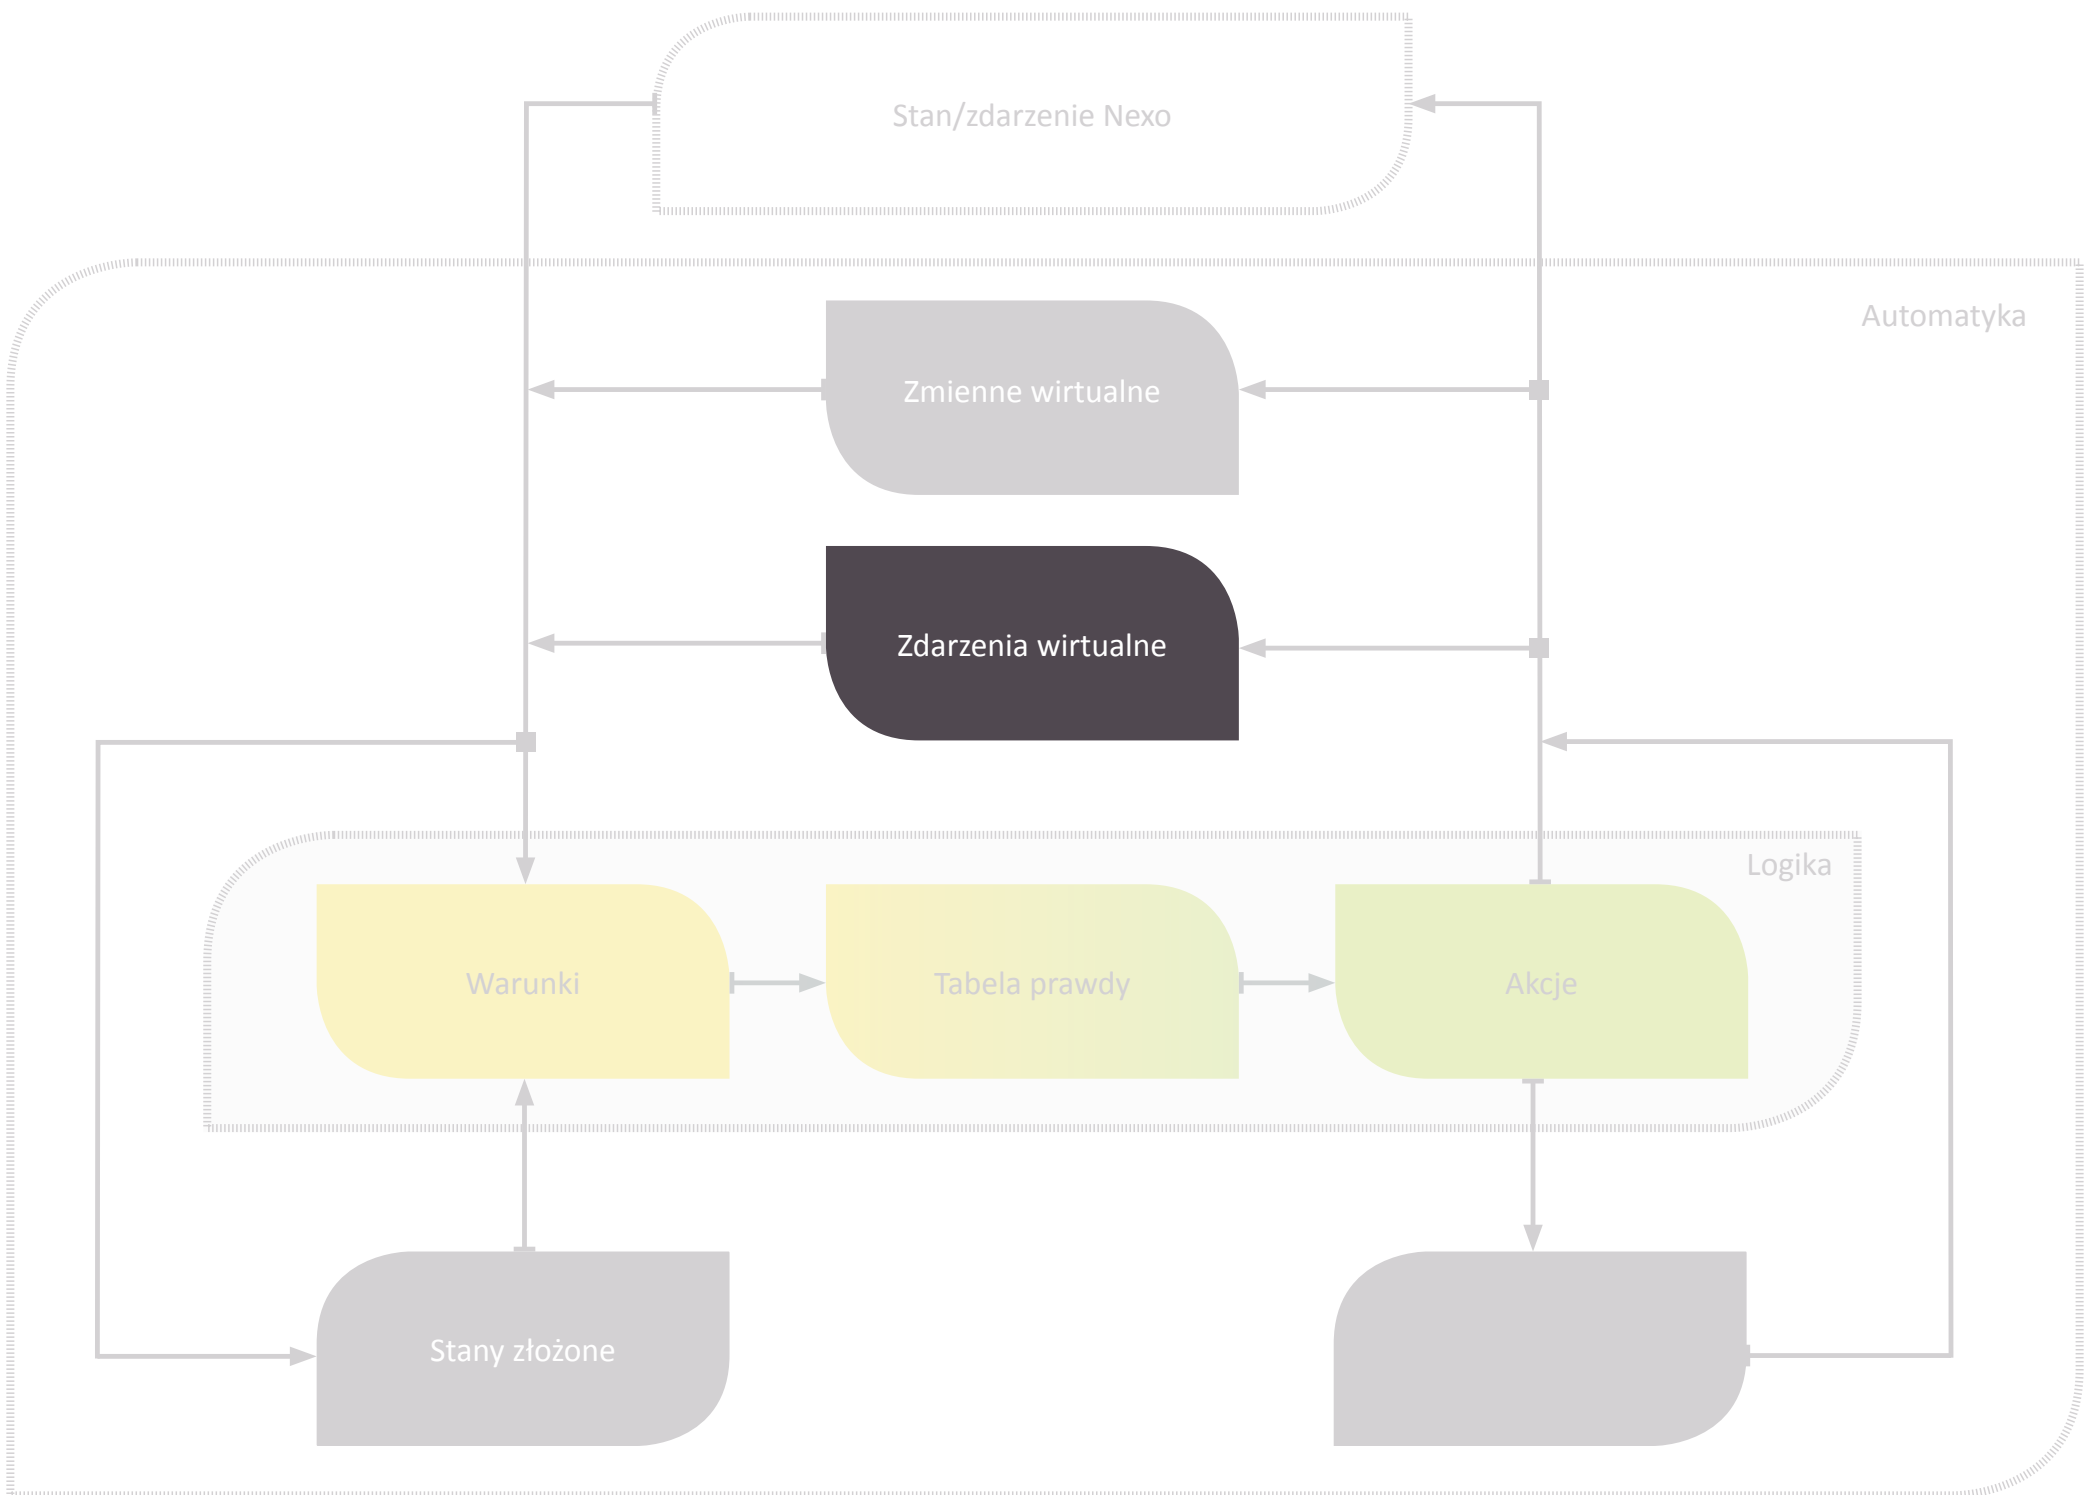 Stan/zdarzenie Nexo
Automatyka
Zmienne wirtualne
Zdarzenia wirtualne
Logika
Warunki
Tabela prawdy
Akcje
Stany złożone